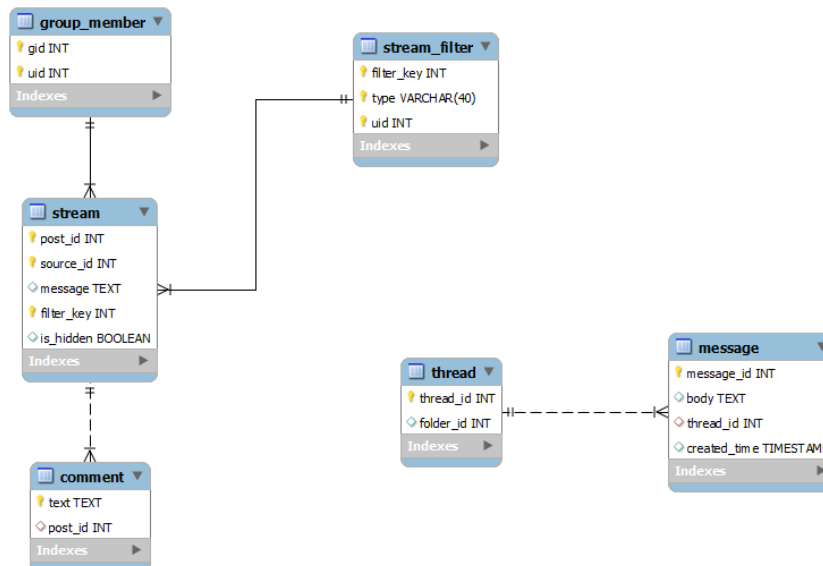 group_member
gid INT
uid INT
Indexes
stream_filter
filter_key INT
type VARCHAR(40)
uid INT
Indexes
stream
post_id INT
source_id INT
message TEXT
filter_key INT
is_hidden BOOLEAN
Indexes
thread
thread_id INT
folder_id INT
Indexes
message
message_id INT
body TEXT
thread_id INT
created_time TIMESTAMP
Indexes
comment
text TEXT
post_id INT
Indexes